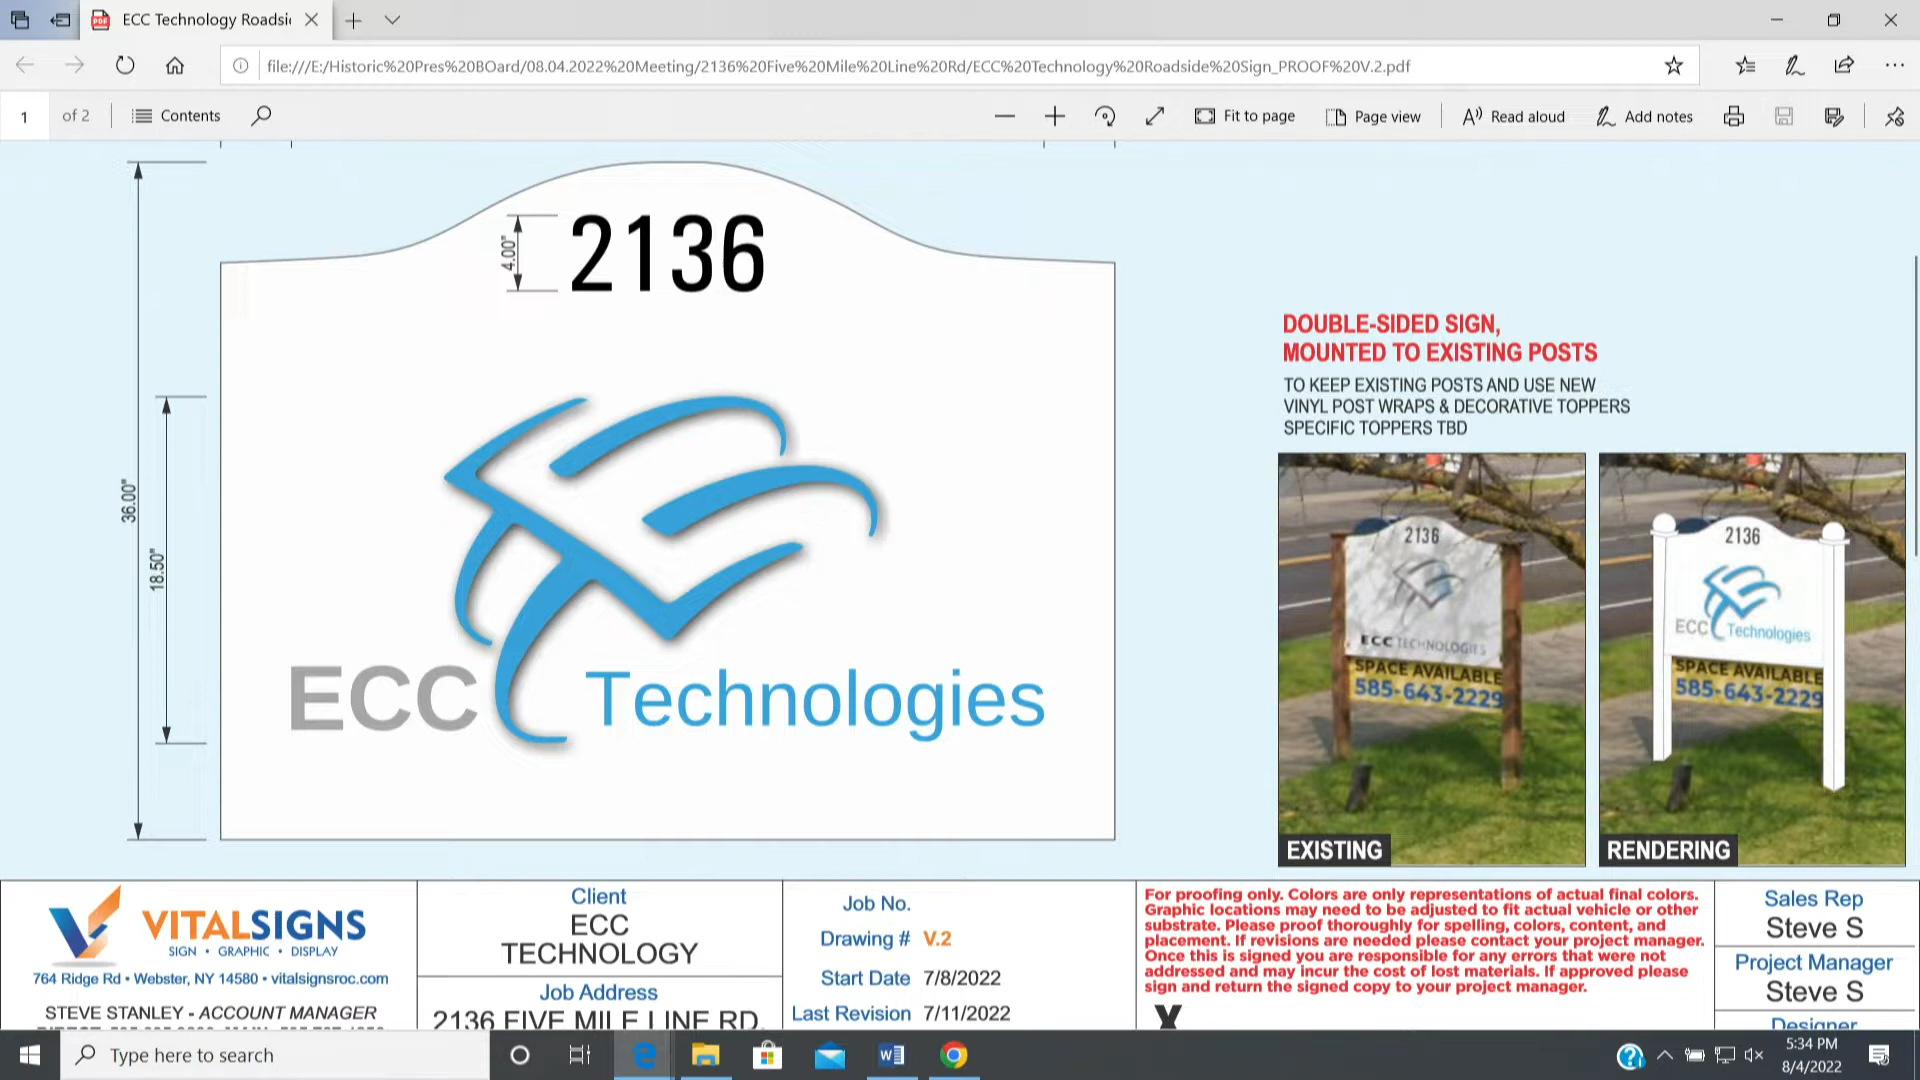 ECC Technology Roadsi
file:///E:/Historic%20Pres%20BOard/08.04.2022%20Meeting/2136%20Five%20Mile%20Line%20Rd/ECC%20Technology%20Roadside%20Sign_PROOF%20V.2.pdf
1 of 2 Contents Fit to page Page view Read aloud Add notes
2136
4.00"
36.00"
18.50"
ECC Technologies
DOUBLE-SIDED SIGN,
MOUNTED TO EXISTING POSTS
TO KEEP EXISTING POSTS AND USE NEW
VINYL POST WRAPS & DECORATIVE TOPPERS
SPECIFIC TOPPERS TBD
2136
ECC TECHNOLOGIES
SPACE AVAILABLE
585-643-2229
EXISTING
2136
ECC Technologies
SPACE AVAILABLE
585-643-2229
RENDERING
VITALSIGNS
SIGN • GRAPHIC • DISPLAY
764 Ridge Rd • Webster, NY 14580 • vitalsignsroc.com
STEVE STANLEY - ACCOUNT MANAGER
Client
ECC
TECHNOLOGY
Job Address
2136 FIVE MILE LINE RD.
Job No.
Drawing # V.2
Start Date 7/8/2022
Last Revision 7/11/2022
For proofing only. Colors are only representations of actual final colors.
Graphic locations may need to be adjusted to fit actual vehicle or other
substrate. Please proof thoroughly for spelling, colors, content, and
placement. If revisions are needed please contact your project manager.
Once this is signed you are responsible for any errors that were not
addressed and may incur the cost of lost materials. If approved please
sign and return the signed copy to your project manager.
X
Sales Rep
Steve S
Project Manager
Steve S
Designer
Type here to search
5:34 PM
8/4/2022